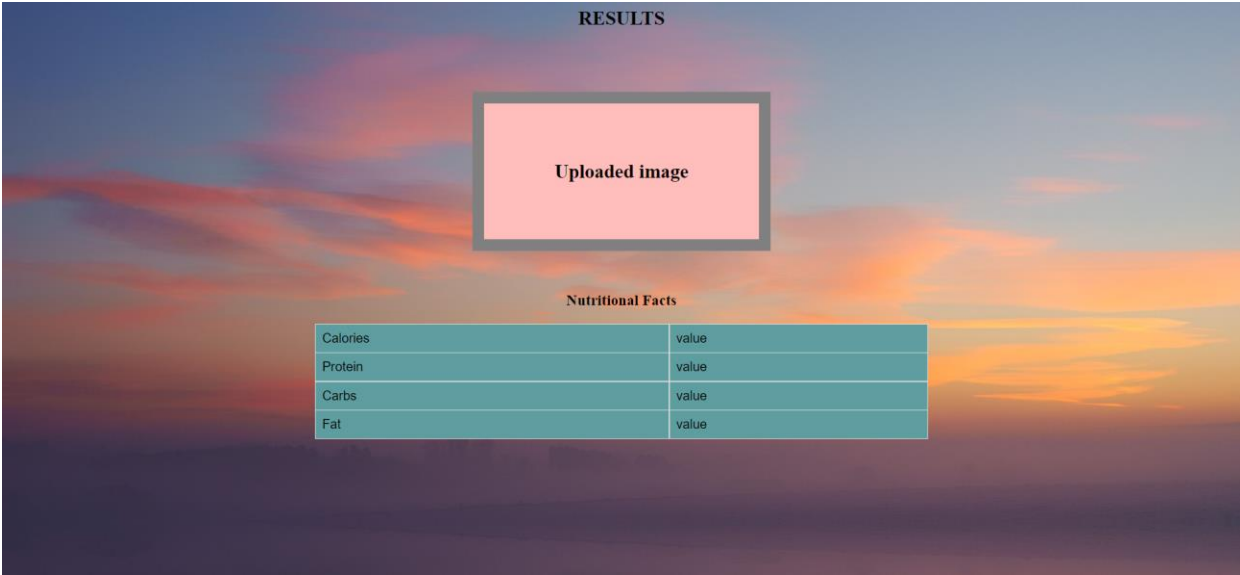 RESULTS
Uploaded image
Nutritional Facts
Calories value
Protein value
Carbs value
Fat value